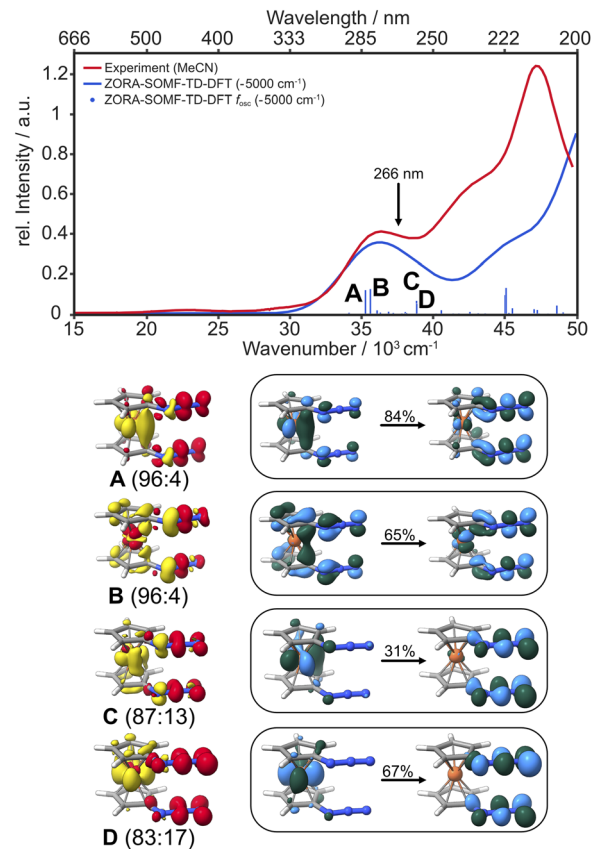 Wavelength / nm
666 500 400 333 285 250 222 200
rel. Intensity / a.u.
1.2
1
0.8
0.6
0.4
0.2
0
Experiment (MeCN)
ZORA-SOMF-TD-DFT (-5000 cm⁻¹)
ZORA-SOMF-TD-DFT fosc (-5000 cm⁻¹)
266 nm
A B C D
15 20 25 30 35 40 45 50
Wavenumber / 10³ cm⁻¹
84%
A (96:4)
65%
B (96:4)
31%
C (87:13)
67%
D (83:17)